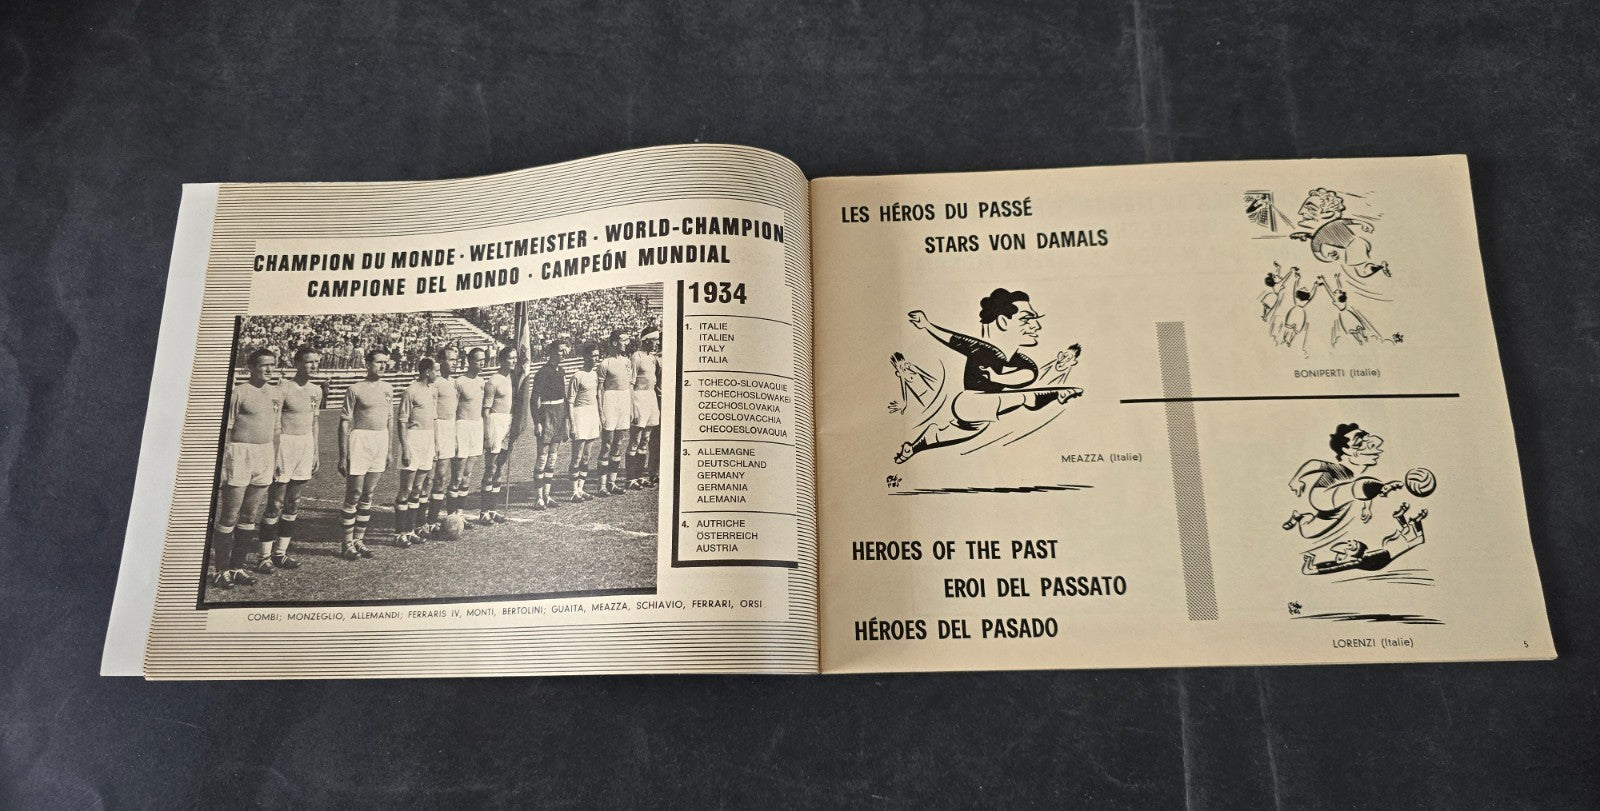 CHAMPION DU MONDE · WELTMEISTER · WORLD-CHAMPION
CAMPIONE DEL MONDO · CAMPEÓN MUNDIAL
1934
1. ITALIE
ITALIEN
ITALY
ITALIA
2. TCHECO-SLOVAQUIE
TSCHECHOSLOWAKEI
CZECHOSLOVAKIA
CECOSLOVACCHIA
CHECOESLOVAQUIA
3. ALLEMAGNE
DEUTSCHLAND
GERMANY
GERMANIA
ALEMANIA
4. AUTRICHE
ÖSTERREICH
AUSTRIA
COMBI; MONZEGLIO, ALLEMANDI; FERRARIS IV, MONTI, BERTOLINI; GUAITA, MEAZZA, SCHIAVIO, FERRARI, ORSI
LES HÉROS DU PASSÉ
STARS VON DAMALS
MEAZZA (Italie)
HEROES OF THE PAST
EROI DEL PASSATO
HÉROES DEL PASADO
BONIPERTI (Italie)
LORENZI (Italie)
5